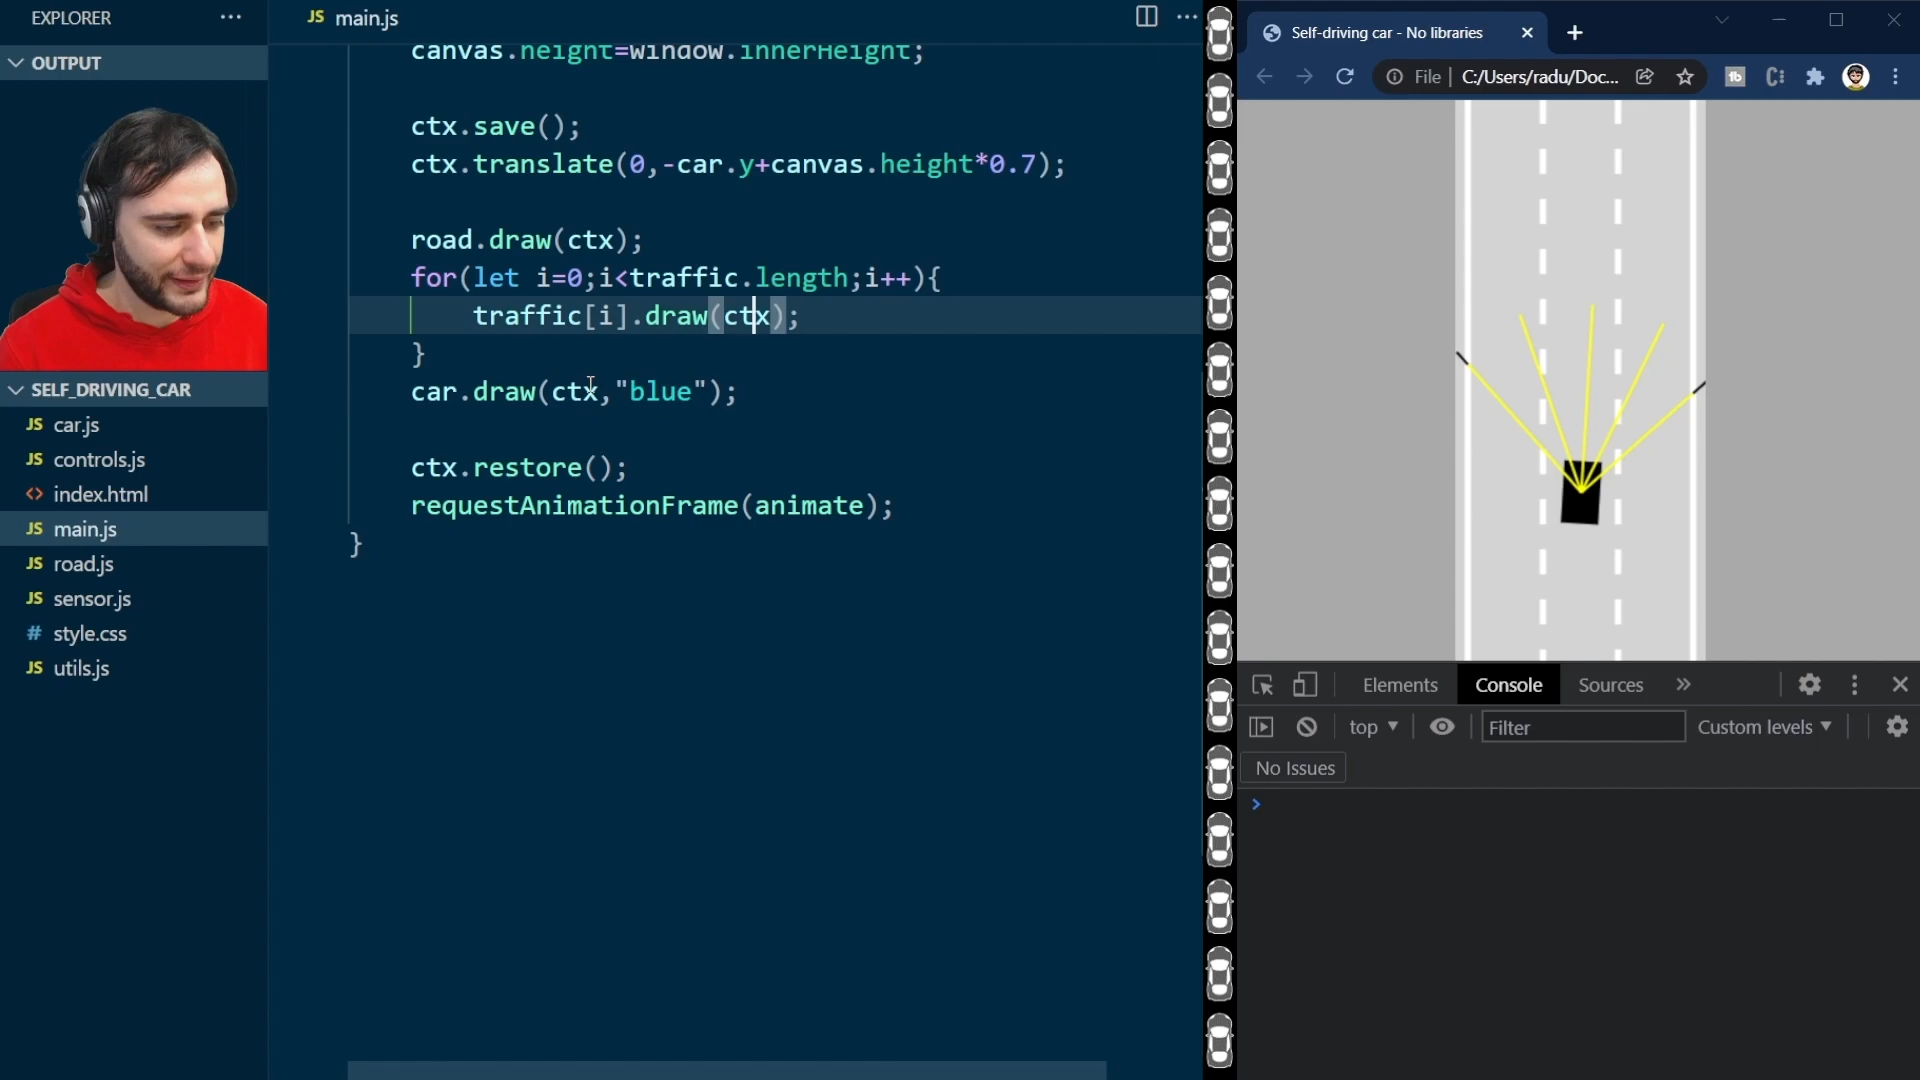 EXPLORER
OUTPUT
SELF_DRIVING_CAR
JS car.js
JS controls.js
<> index.html
JS main.js
JS road.js
JS sensor.js
# style.css
JS utils.js
JS main.js
canvas.height=window.innerHeight;
ctx.save();
ctx.translate(0,-car.y+canvas.height*0.7);
road.draw(ctx);
for(let i=0;i<traffic.length;i++){
traffic[i].draw(ctx);
}
car.draw(ctx,"blue");
ctx.restore();
requestAnimationFrame(animate);
}
Self-driving car - No libraries
File | C:/Users/radu/Doc...
Elements Console Sources
top Filter Custom levels
No Issues